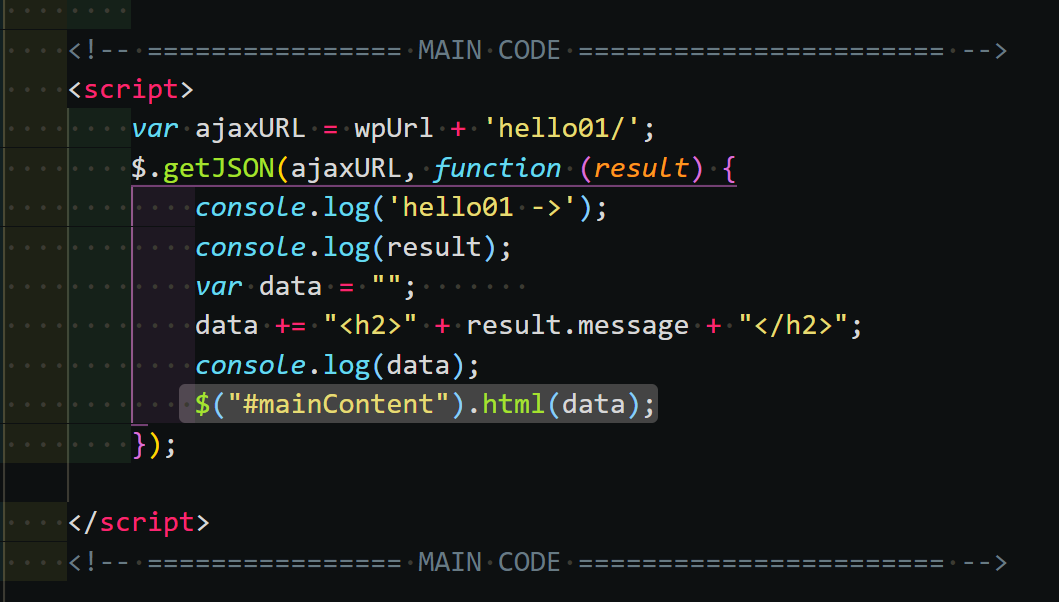 <!-- ================ MAIN CODE ======================= -->
<script>
var ajaxURL = wpUrl + 'hello01/';
$.getJSON(ajaxURL, function (result) {
console.log('hello01 ->');
console.log(result);
var data = "";
data += "<h2>" + result.message + "</h2>";
console.log(data);
$("#mainContent").html(data);
});
</script>
<!-- ================ MAIN CODE ======================= -->